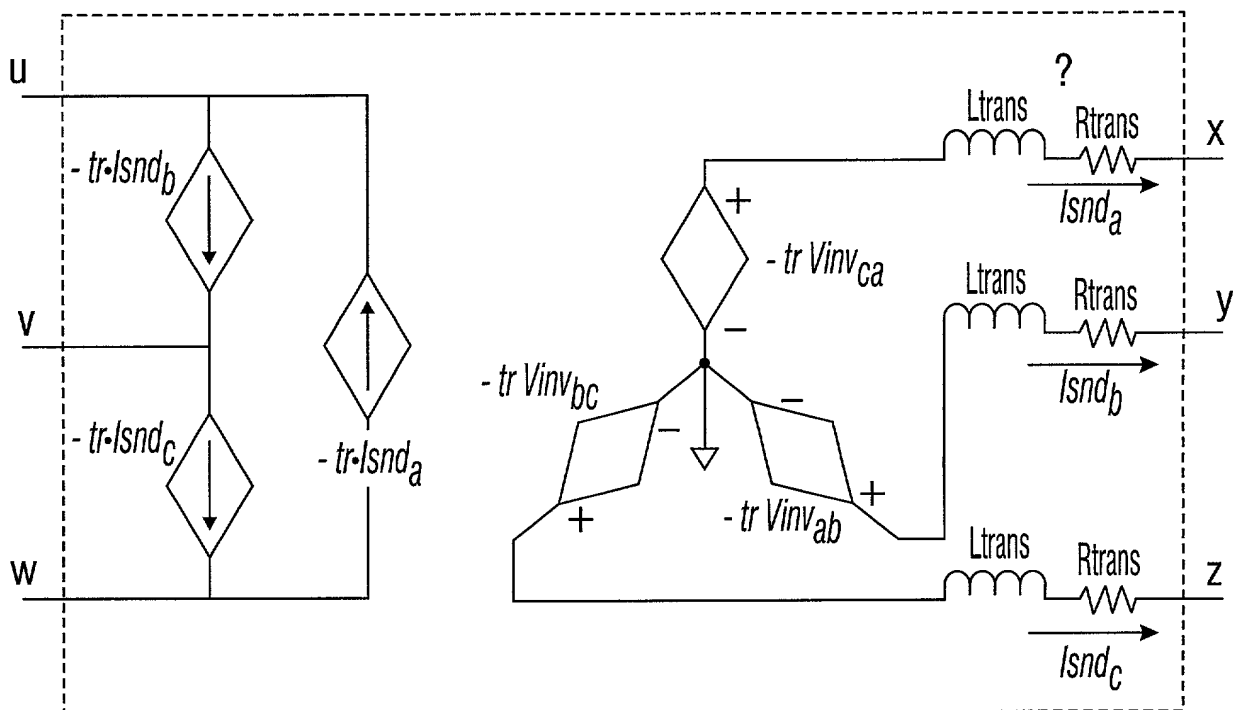 ?
u
Ltrans
Rtrans
x
- tr•Isnd_b
+
Isnd_a
- tr Vinv_ca
Ltrans
Rtrans
v
−
y
- tr Vinv_bc
−
Isnd_b
- tr•Isnd_c
−
- tr•Isnd_a
+
+
- tr Vinv_ab
Ltrans
Rtrans
w
z
Isnd_c